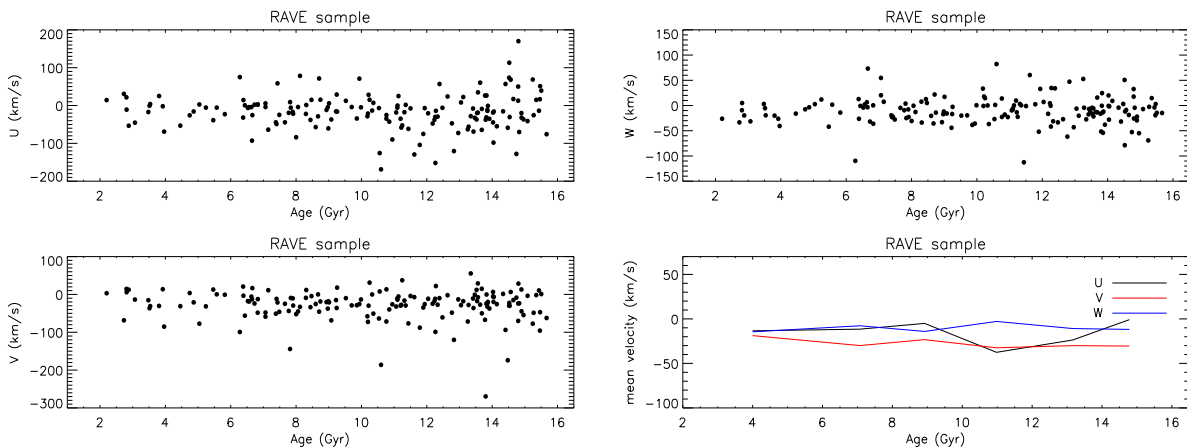 RAVE sample
200
100
0
−100
−200
U (km/s)
2 4 6 8 10 12 14 16
Age (Gyr)
RAVE sample
150
100
50
0
−50
−100
−150
W (km/s)
2 4 6 8 10 12 14 16
Age (Gyr)
RAVE sample
100
0
−100
−200
−300
V (km/s)
2 4 6 8 10 12 14 16
Age (Gyr)
RAVE sample
50
0
−50
−100
mean velocity (km/s)
U
V
W
2 4 6 8 10 12 14 16
Age (Gyr)